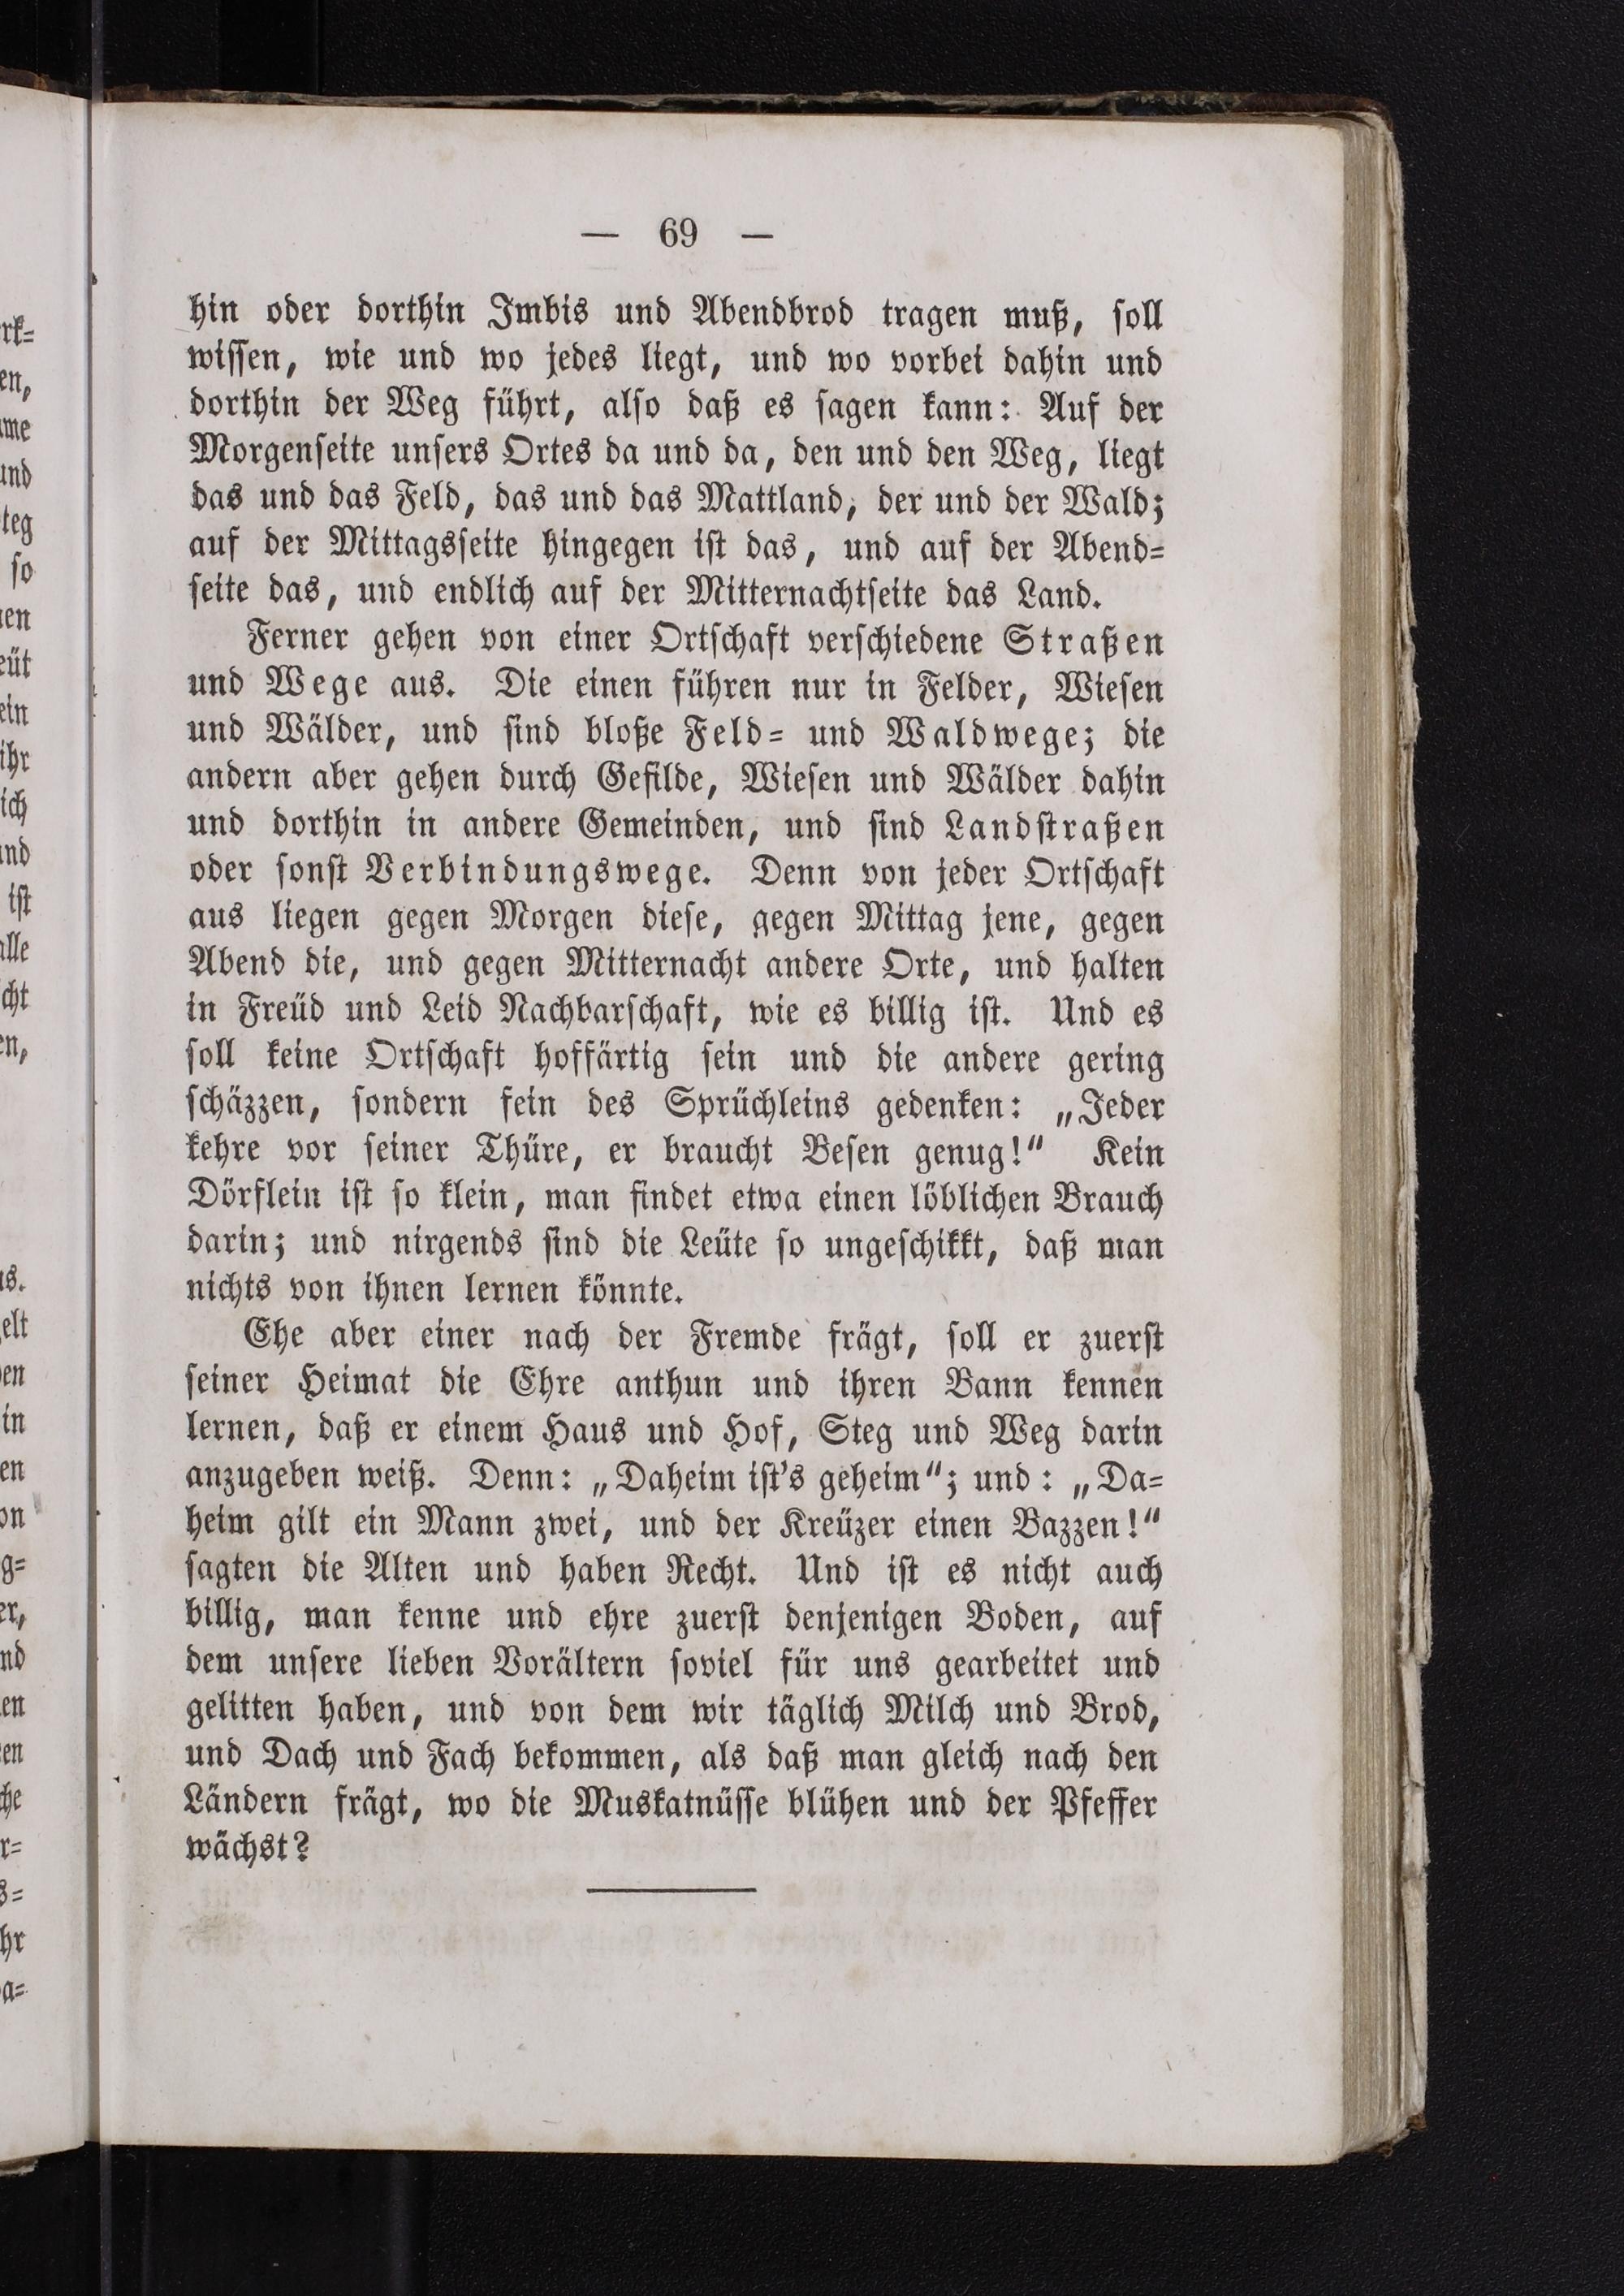 — 69 —
hin oder dorthin Imbis und Abendbrod tragen muß, soll
wissen, wie und wo jedes liegt, und wo vorbei dahin und
dorthin der Weg führt, also daß es sagen kann: Auf der
Morgenseite unsers Ortes da und da, den und den Weg, liegt
das und das Feld, das und das Mattland, der und der Wald;
auf der Mittagsseite hingegen ist das, und auf der Abend-
seite das, und endlich auf der Mitternachtseite das Land.
Ferner gehen von einer Ortschaft verschiedene Straßen
und Wege aus. Die einen führen nur in Felder, Wiesen
und Wälder, und sind bloße Feld- und Waldwege; die
andern aber gehen durch Gefilde, Wiesen und Wälder dahin
und dorthin in andere Gemeinden, und sind Landstraßen
oder sonst Verbindungswege. Denn von jeder Ortschaft
aus liegen gegen Morgen diese, gegen Mittag jene, gegen
Abend die, und gegen Mitternacht andere Orte, und halten
in Freüd und Leid Nachbarschaft, wie es billig ist. Und es
soll keine Ortschaft hoffärtig sein und die andere gering
schäzzen, sondern fein des Sprüchleins gedenken: „Jeder
kehre vor seiner Thüre, er braucht Besen genug!“ Kein
Dörflein ist so klein, man findet etwa einen löblichen Brauch
darin; und nirgends sind die Leüte so ungeschikkt, daß man
nichts von ihnen lernen könnte.
Ehe aber einer nach der Fremde frägt, soll er zuerst
seiner Heimat die Ehre anthun und ihren Bann kennen
lernen, daß er einem Haus und Hof, Steg und Weg darin
anzugeben weiß. Denn: „Daheim ist's geheim“; und: „Da-
heim gilt ein Mann zwei, und der Kreüzer einen Bazzen!“
sagten die Alten und haben Recht. Und ist es nicht auch
billig, man kenne und ehre zuerst denjenigen Boden, auf
dem unsere lieben Vorältern soviel für uns gearbeitet und
gelitten haben, und von dem wir täglich Milch und Brod,
und Dach und Fach bekommen, als daß man gleich nach den
Ländern frägt, wo die Muskatnüsse blühen und der Pfeffer
wächst?